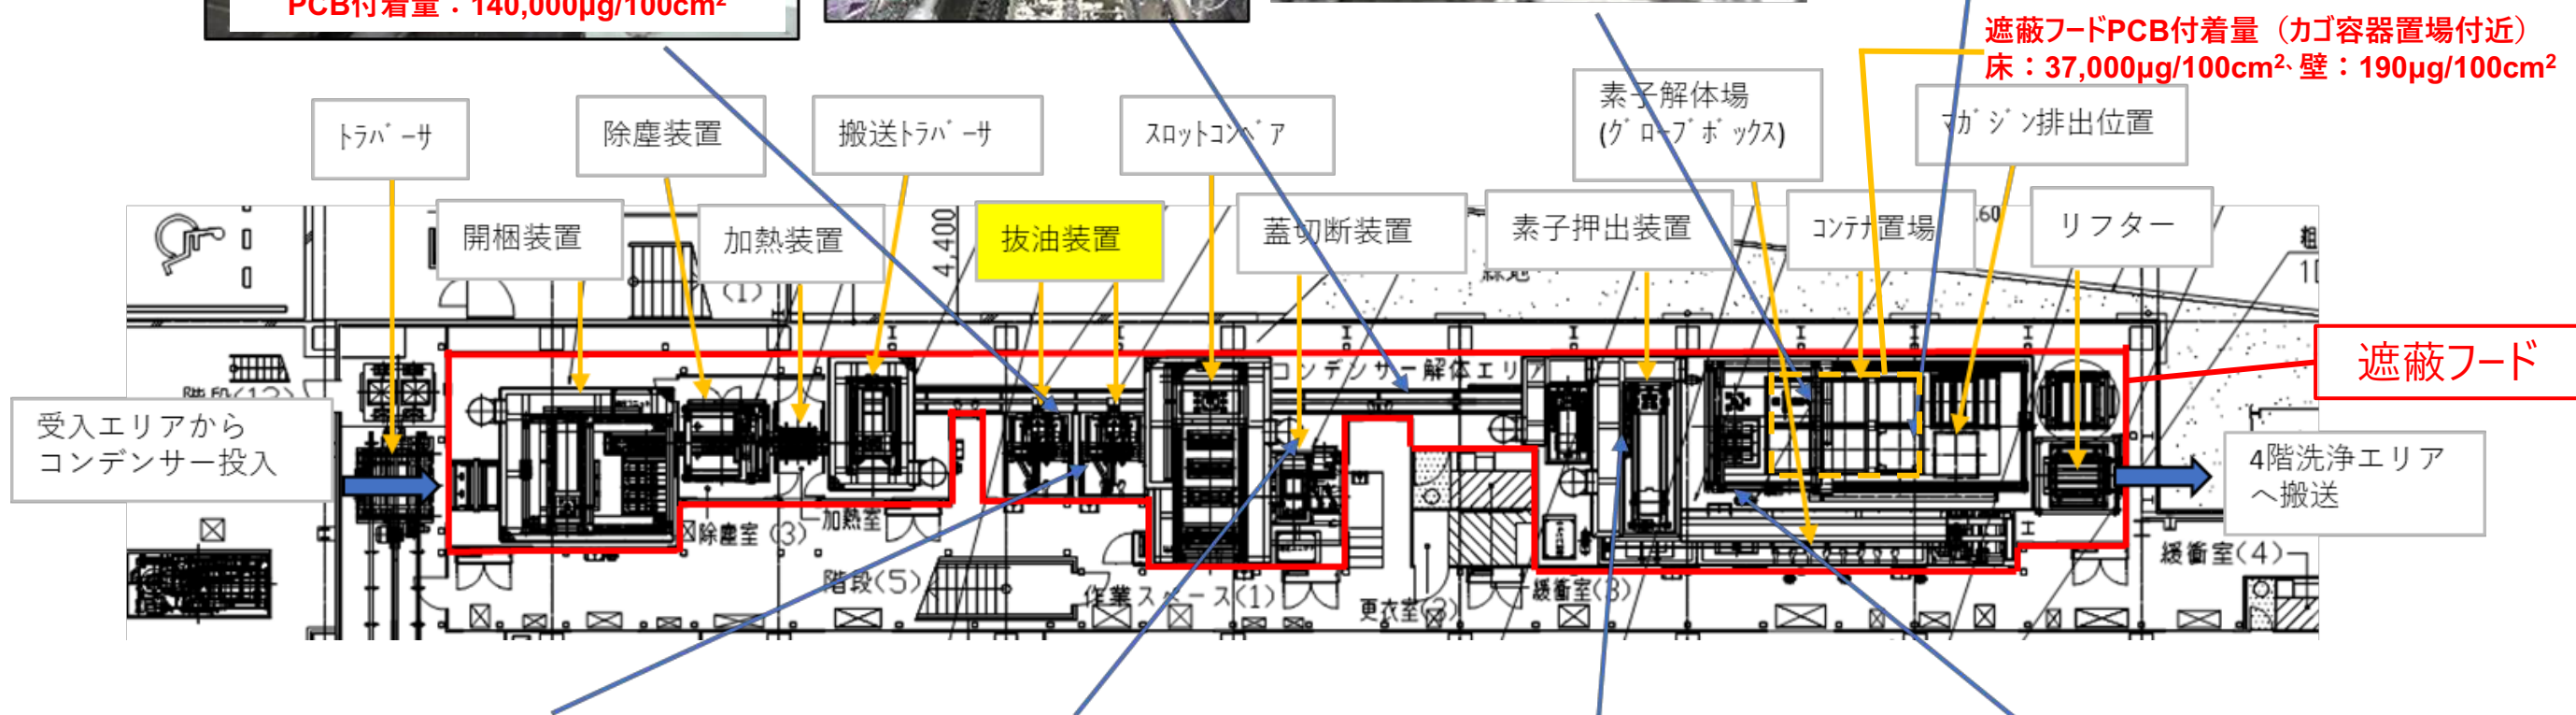 PCB付着量：140,000μg/100cm²
遮蔽フードPCB付着量（カゴ容器置場付近）
床：37,000μg/100cm²、壁：190μg/100cm²
トラバーサ
除塵装置
搬送トラバーサ
スロットコンベア
素子解体場
(グローブボックス)
マガジン排出位置
開梱装置
加熱装置
抜油装置
蓋切断装置
素子押出装置
コンテナ置場
リフター
(1)
4,400
コンデンサー解体エリア
遮蔽フード
受入エリアから
コンデンサー投入
4階洗浄エリア
へ搬送
除塵室(3)
加熱室
階段(5)
作業スペース(1)
更衣室(3)
緩衝室(3)
緩衝室(4)